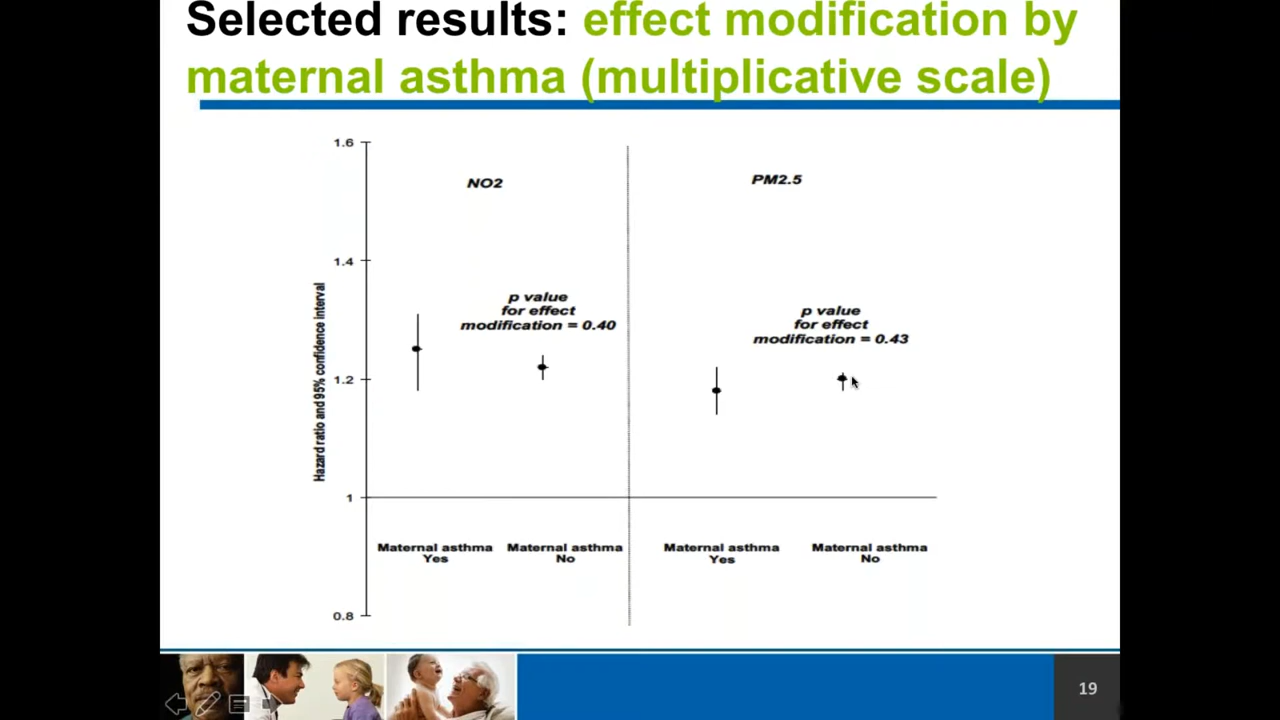 Selected results: effect modification by
maternal asthma (multiplicative scale)
1.6
NO2
PM2.5
1.4
p value
for effect
modification = 0.40
p value
for effect
modification = 0.43
Hazard ratio and 95% confidence interval
1.2
1
Maternal asthma
Yes
Maternal asthma
No
Maternal asthma
Yes
Maternal asthma
No
0.8
19